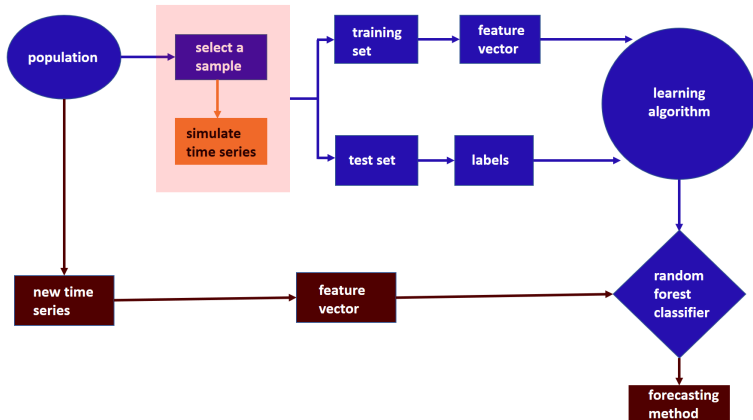 population
select a
sample
simulate
time series
training
set
feature
vector
test set
labels
learning
algorithm
new time
series
feature
vector
random
forest
classifier
forecasting
method